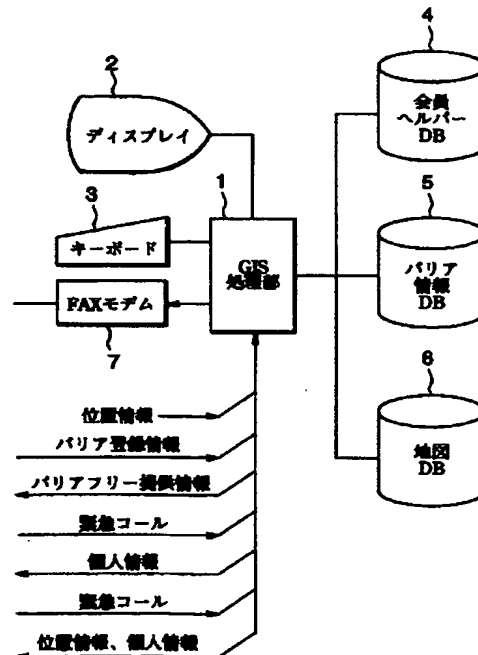 4
会員
ヘルパー
DB
2
ディスプレイ
5
バリア
情報
DB
3
キーボード
1
GIS
処理部
FAXモデム
7
6
地図
DB
位置情報
バリア登録情報
バリアフリー提供情報
緊急コール
個人情報
緊急コール
位置情報、個人情報